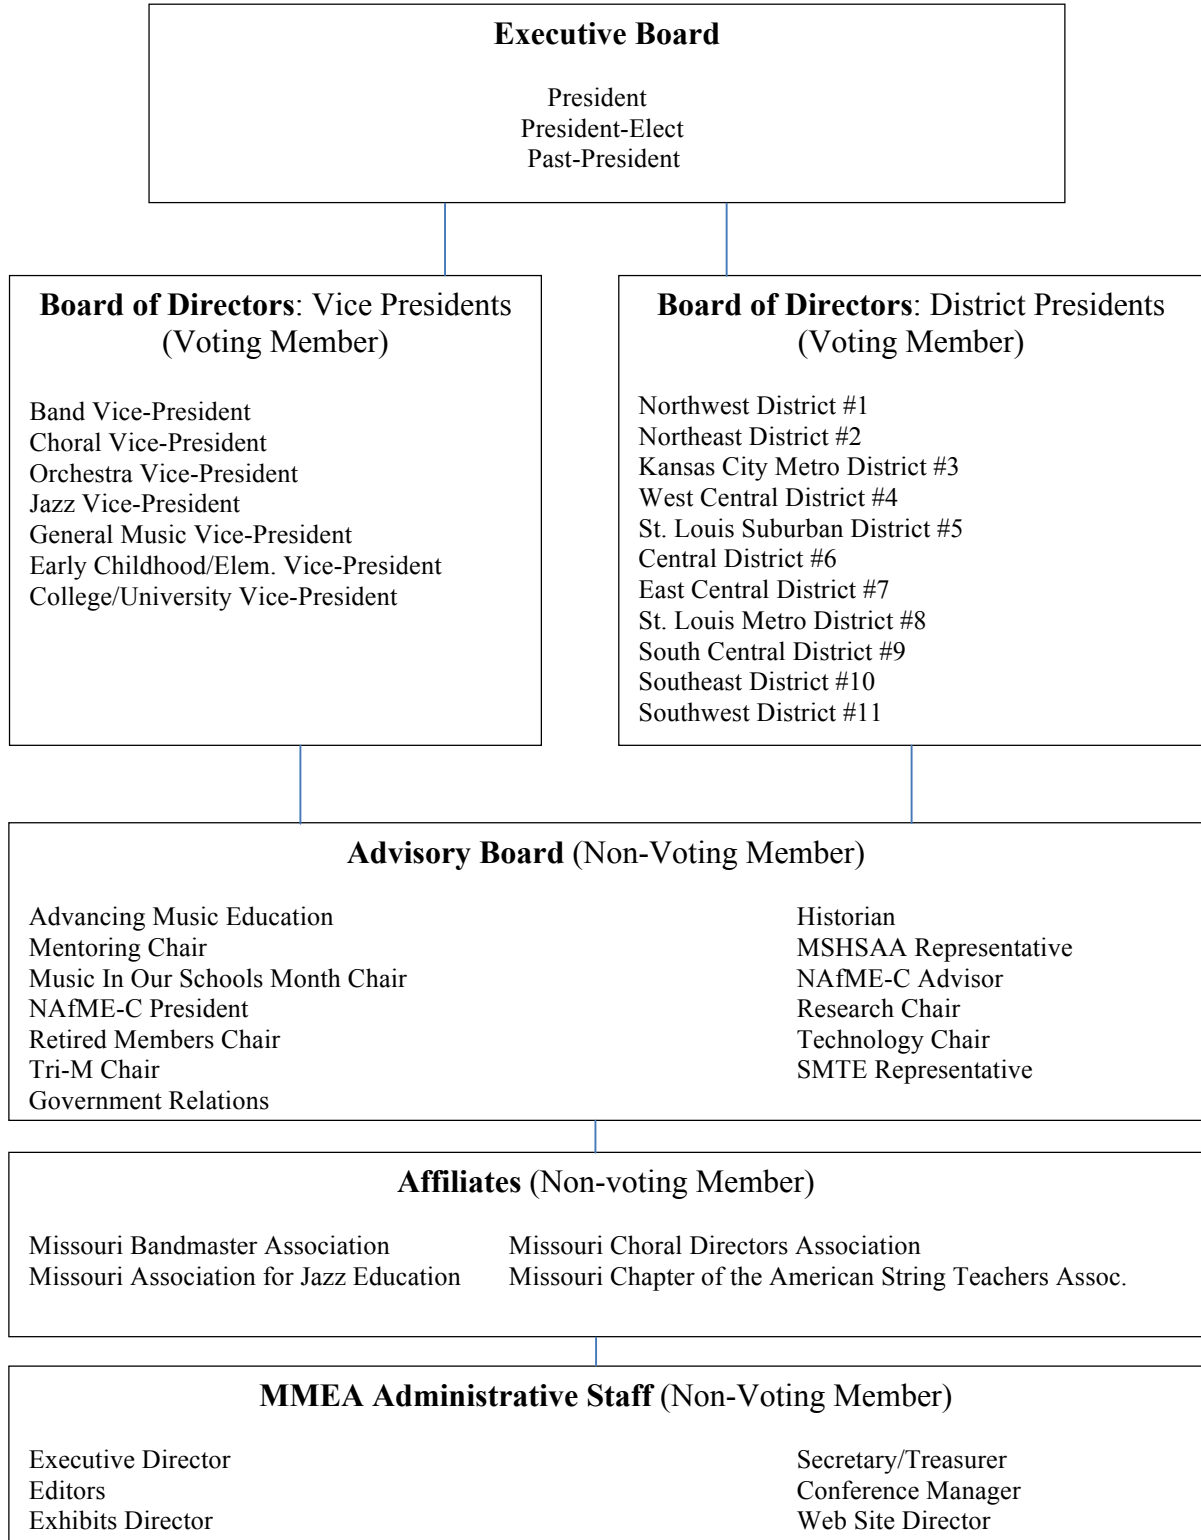 Executive Board
President
President-Elect
Past-President
Board of Directors: Vice Presidents
(Voting Member)
Band Vice-President
Choral Vice-President
Orchestra Vice-President
Jazz Vice-President
General Music Vice-President
Early Childhood/Elem. Vice-President
College/University Vice-President
Board of Directors: District Presidents
(Voting Member)
Northwest District #1
Northeast District #2
Kansas City Metro District #3
West Central District #4
St. Louis Suburban District #5
Central District #6
East Central District #7
St. Louis Metro District #8
South Central District #9
Southeast District #10
Southwest District #11
Advisory Board (Non-Voting Member)
Advancing Music Education
Mentoring Chair
Music In Our Schools Month Chair
NAfME-C President
Retired Members Chair
Tri-M Chair
Government Relations
Historian
MSHSAA Representative
NAfME-C Advisor
Research Chair
Technology Chair
SMTE Representative
Affiliates (Non-voting Member)
Missouri Bandmaster Association
Missouri Association for Jazz Education
Missouri Choral Directors Association
Missouri Chapter of the American String Teachers Assoc.
MMEA Administrative Staff (Non-Voting Member)
Executive Director
Editors
Exhibits Director
Secretary/Treasurer
Conference Manager
Web Site Director